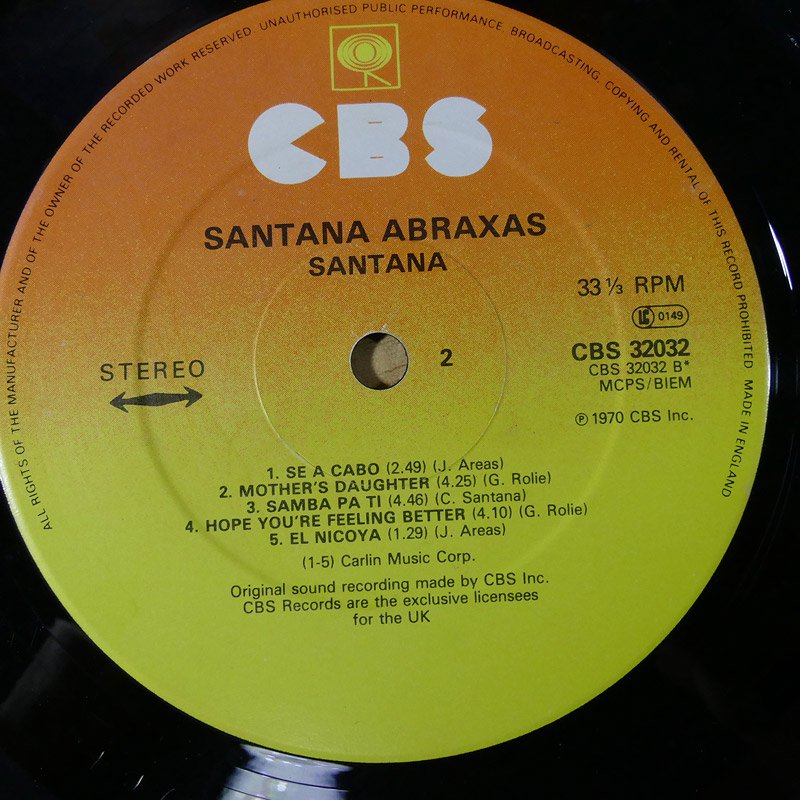 ALL RIGHTS OF THE MANUFACTURER AND OF THE OWNER OF THE RECORDED WORK RESERVED UNAUTHORISED PUBLIC PERFORMANCE BROADCASTING, COPYING AND RENTAL OF THIS RECORD PROHIBITED MADE IN ENGLAND
CBS
SANTANA ABRAXAS
SANTANA
33⅓ RPM
LC 0149
STEREO
2
CBS 32032
CBS 32032 B*
MCPS/BIEM
℗ 1970 CBS Inc.
1. SE A CABO (2.49) (J. Areas)
2. MOTHER'S DAUGHTER (4.25) (G. Rolie)
3. SAMBA PA TI (4.46) (C. Santana)
4. HOPE YOU'RE FEELING BETTER (4.10) (G. Rolie)
5. EL NICOYA (1.29) (J. Areas)
(1-5) Carlin Music Corp.
Original sound recording made by CBS Inc.
CBS Records are the exclusive licensees
for the UK